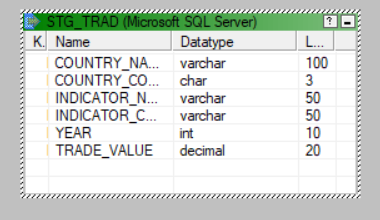 STG_TRAD (Microsoft SQL Server) ?
K. Name Datatype L...
COUNTRY_NA... varchar 100
COUNTRY_CO... char 3
INDICATOR_N... varchar 50
INDICATOR_C... varchar 50
YEAR int 10
TRADE_VALUE decimal 20